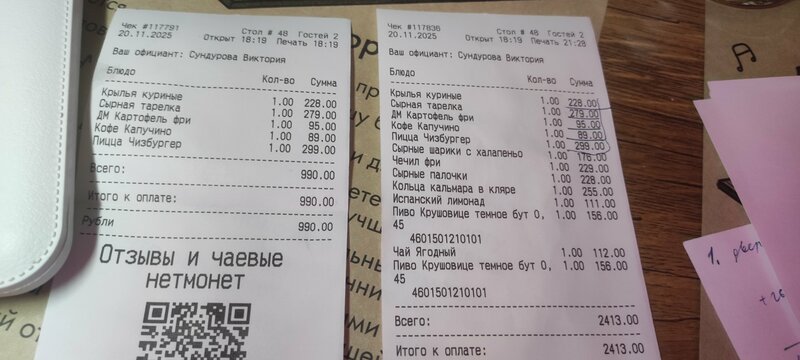 Чек #117791
Стол # 48 Гостей 2
20.11.2025 Открыт 18:19 Печать 18:19
Ваш официант: Сундурова Виктория
Блюдо Кол-во Сумма
Крылья куриные 1.00 228.00
Сырная тарелка 1.00 279.00
ДМ Картофель фри 1.00 95.00
Кофе Капучино 1.00 89.00
Пицца Чизбургер 1.00 299.00
Всего: 990.00
Итого к оплате: 990.00
Рубли 990.00
Отзывы и чаевые
нетмонет
Чек #117836
Стол # 48 Гостей 2
20.11.2025 Открыт 18:19 Печать 21:28
Ваш официант: Сундурова Виктория
Блюдо Кол-во Сумма
Крылья куриные 1.00 228.00
Сырная тарелка 1.00 279.00
ДМ Картофель фри 1.00 95.00
Кофе Капучино 1.00 89.00
Пицца Чизбургер 1.00 299.00
Сырные шарики с халапеньо 1.00 176.00
Чечил фри 1.00 229.00
Сырные палочки 1.00 228.00
Кольца кальмара в кляре 1.00 255.00
Испанский лимонад 1.00 111.00
Пиво Крушовице темное бут 0, 1.00 156.00
45
4601501210101
Чай Ягодный 1.00 112.00
Пиво Крушовице темное бут 0, 1.00 156.00
45
4601501210101
Всего: 2413.00
Итого к оплате: 2413.00
1.